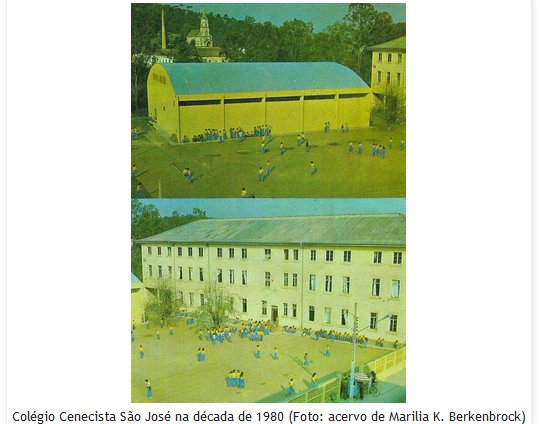 Colégio Cenecista São José na década de 1980 (Foto: acervo de Marilia K. Berkenbrock)